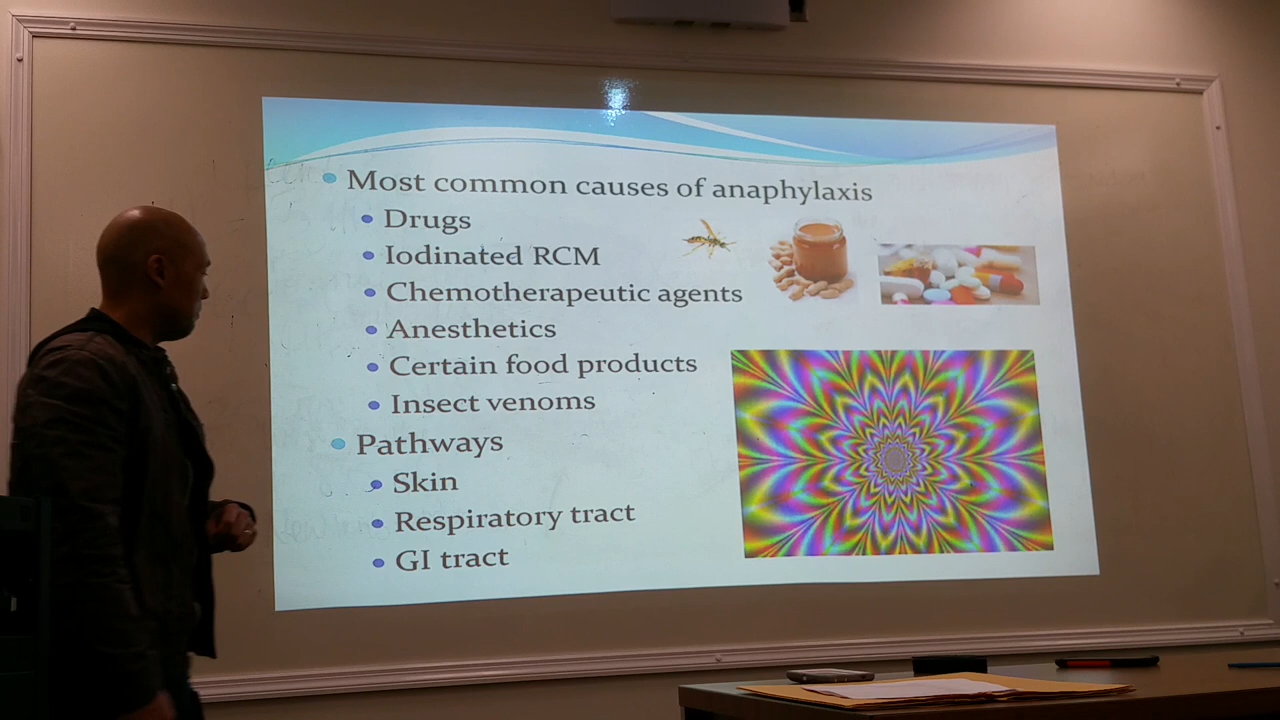 Most common causes of anaphylaxis
Drugs
Iodinated RCM
Chemotherapeutic agents
Anesthetics
Certain food products
Insect venoms
Pathways
Skin
Respiratory tract
GI tract